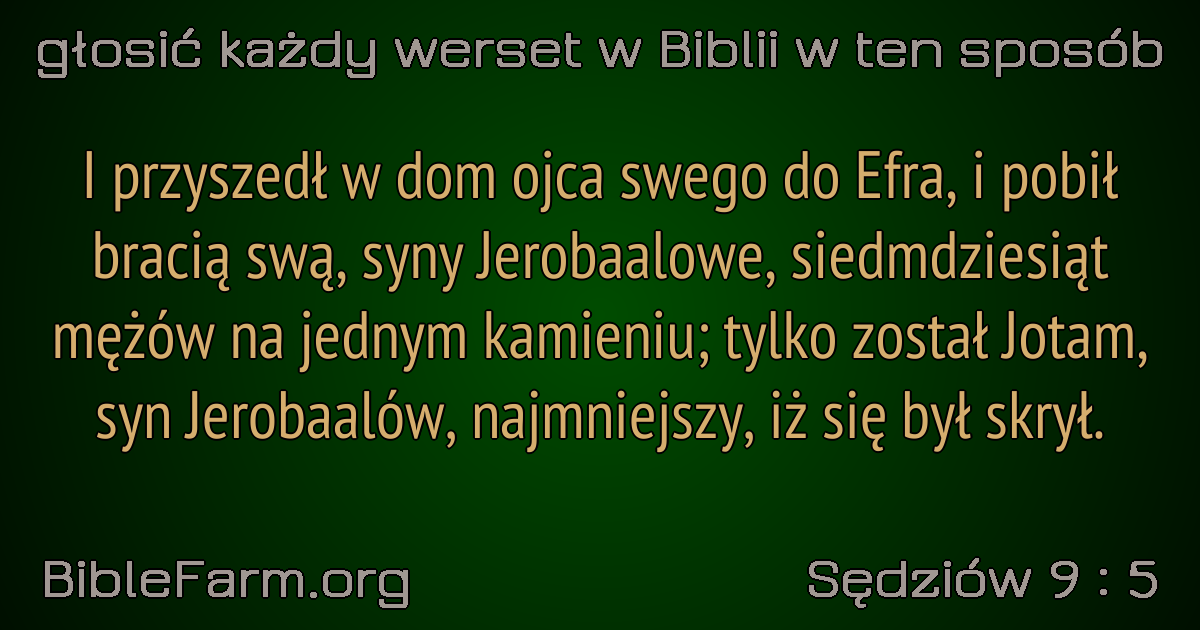 głosić każdy werset w Biblii w ten sposób
I przyszedł w dom ojca swego do Efra, i pobił
bracią swą, syny Jerobaalowe, siedmdziesiąt
mężów na jednym kamieniu; tylko został Jotam,
syn Jerobaalów, najmniejszy, iż się był skrył.
BibleFarm.org
Sędziów 9 : 5